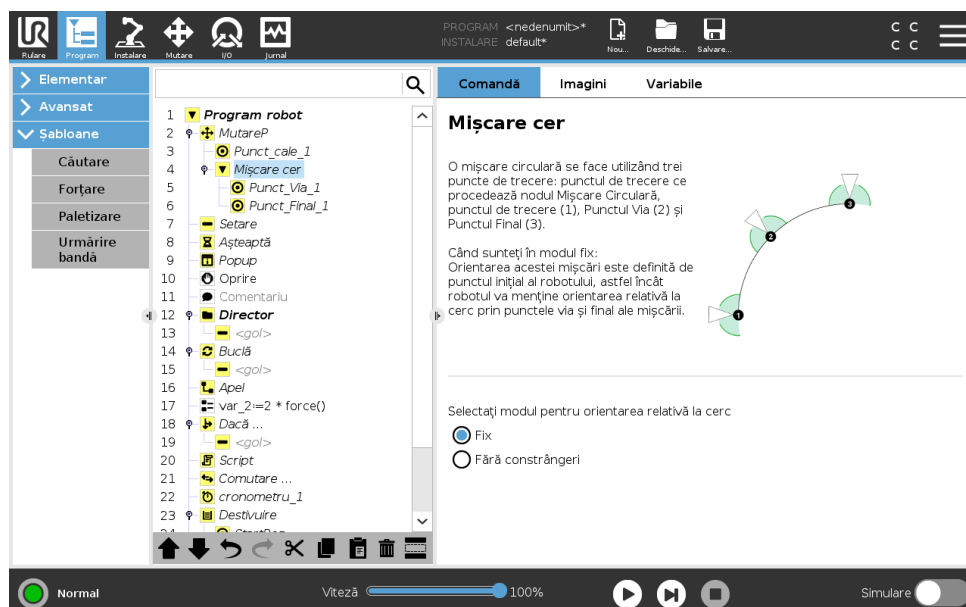 PROGRAM <nedenumit>*
INSTALARE default*
Rulare Program Instalare Mutare I/O Jurnal
Nou... Deschide... Salvare...
C C
C C
Elementar
Avansat
Șabloane
Căutare
Forțare
Paletizare
Urmărire
bandă
1 Program robot
2 MutareP
3 Punct_cale_1
4 Mișcare cer
5 Punct_Via_1
6 Punct_Final_1
7 Setare
8 Așteaptă
9 Popup
10 Oprire
11 Comentariu
12 Director
13 <gol>
14 Buclă
15 <gol>
16 Apel
17 var_2≔2 * force()
18 Dacă ...
19 <gol>
20 Script
21 Comutare ...
22 cronometru_1
23 Destivuire
Comandă Imagini Variabile
Mișcare cer
O mișcare circulară se face utilizând trei
puncte de trecere: punctul de trecere ce
procedează nodul Mișcare Circulară,
punctul de trecere (1), Punctul Via (2) și
Punctul Final (3).
Când sunteți în modul fix:
Orientarea acestei mișcări este definită de
punctul inițial al robotului, astfel încât
robotul va menține orientarea relativă la
cerc prin punctele via și final ale mișcării.
3
2
1
Selectați modul pentru orientarea relativă la cerc
Fix
Fără constrângeri
Normal
Viteză 100%
Simulare